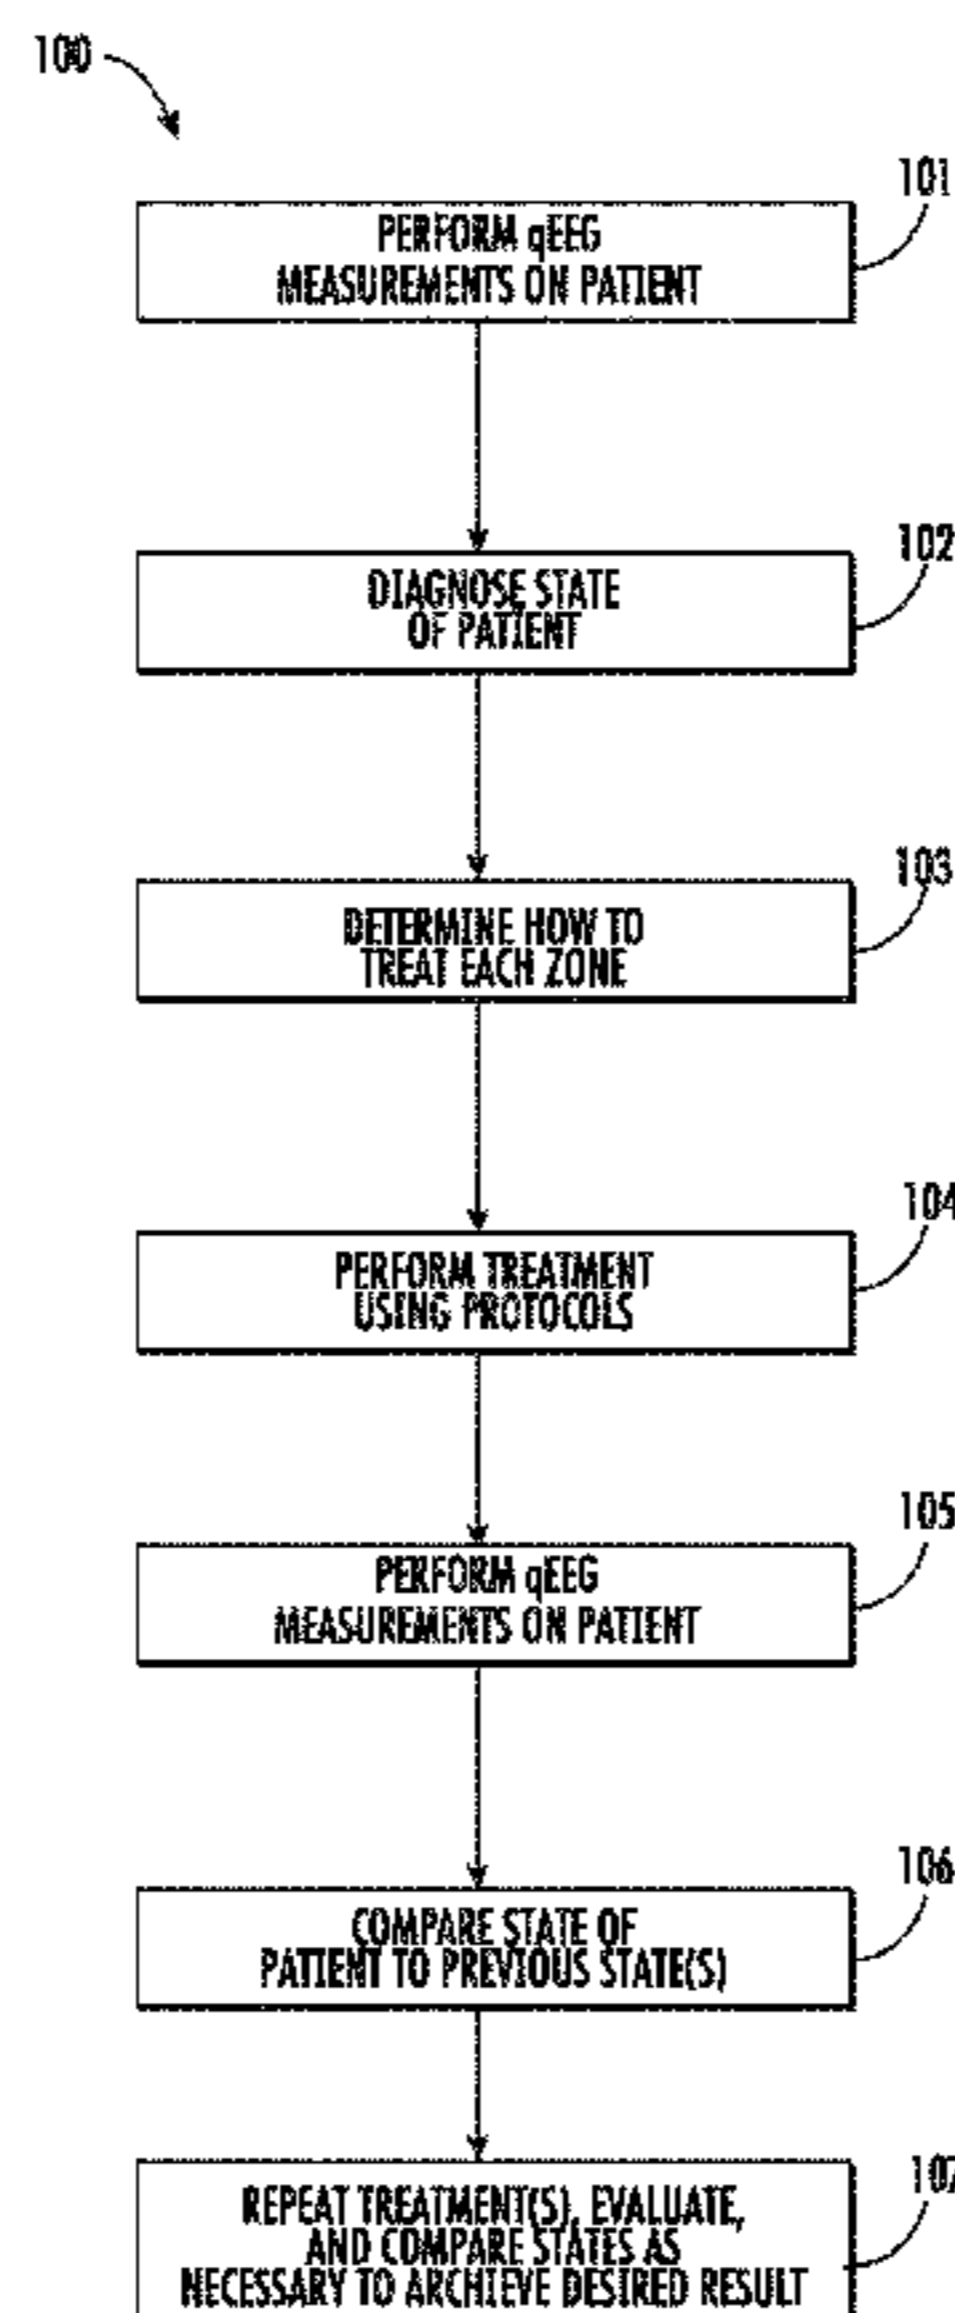 100
101
PERFORM qEEG
MEASUREMENTS ON PATIENT
102
DIAGNOSE STATE
OF PATIENT
103
DETERMINE HOW TO
TREAT EACH ZONE
104
PERFORM TREATMENT
USING PROTOCOLS
105
PERFORM qEEG
MEASUREMENTS ON PATIENT
106
COMPARE STATE OF
PATIENT TO PREVIOUS STATE(S)
107
REPEAT TREATMENT(S), EVALUATE,
AND COMPARE STATES AS
NECESSARY TO ARCHIEVE DESIRED RESULT